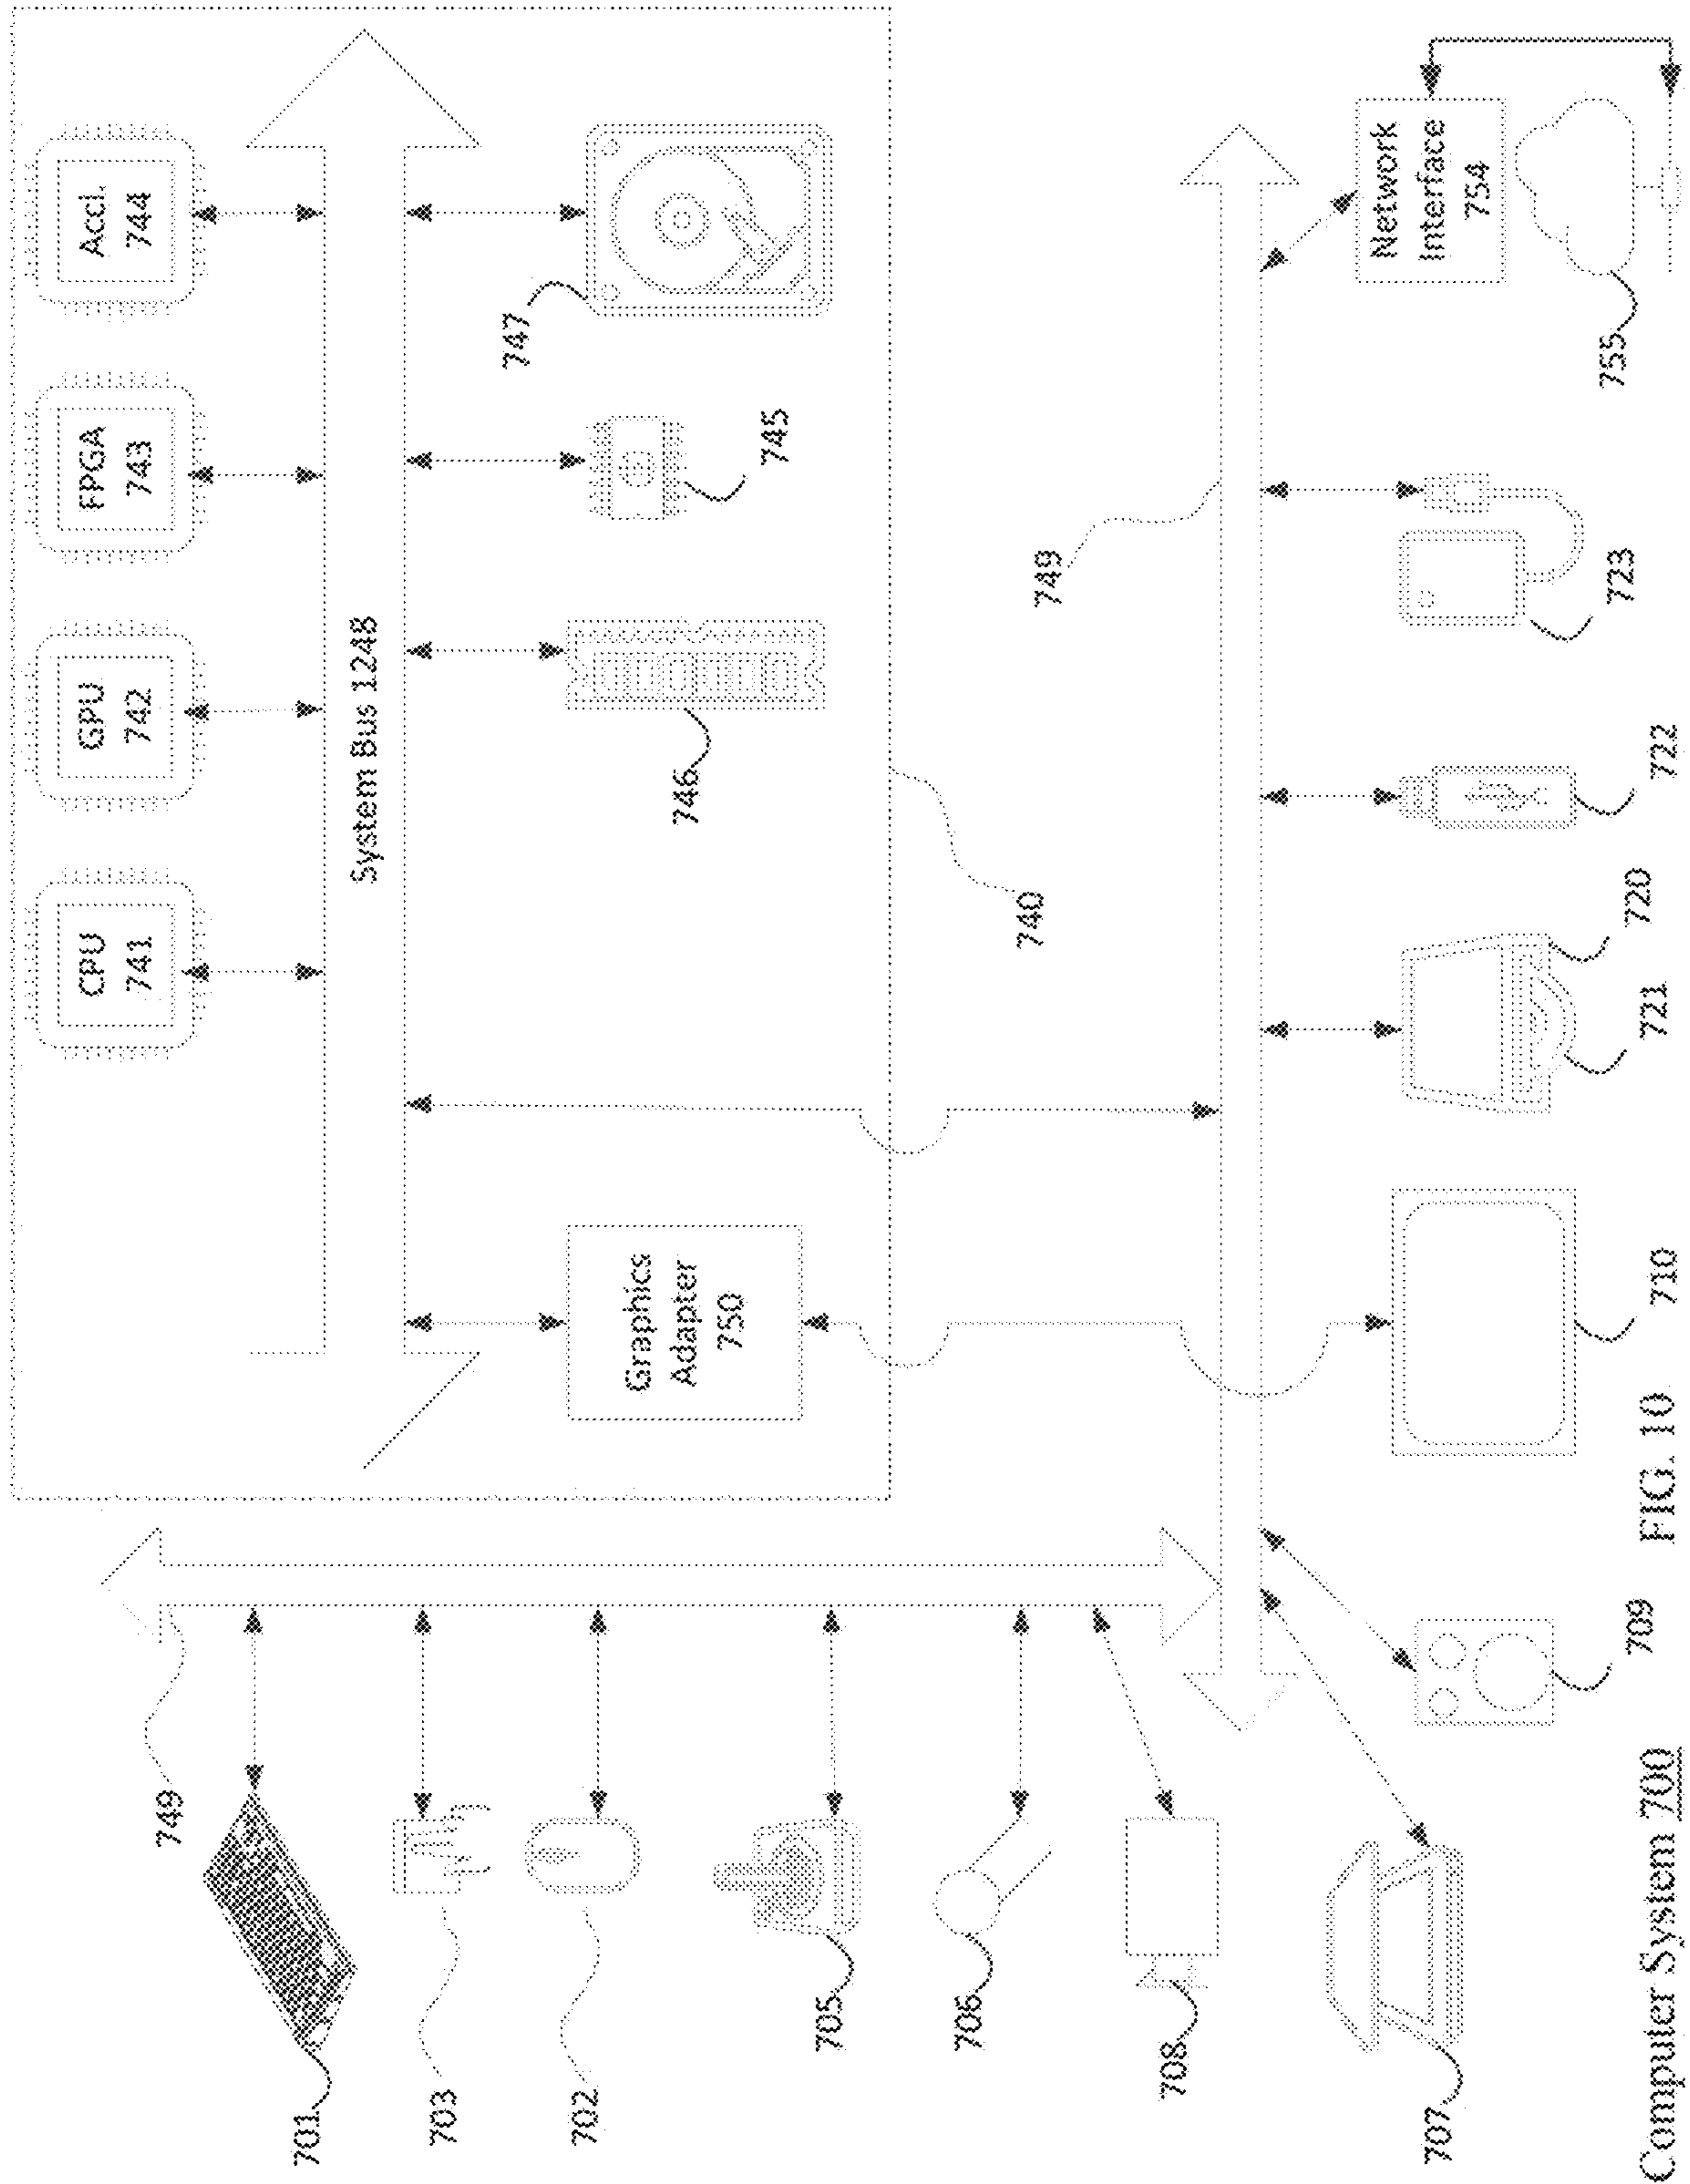 CPU
741
GPU
742
FPGA
743
Accl.
744
System Bus 1248
Graphics
Adapter
750
746
745
747
740
749
749
701
703
702
705
706
708
707
709
710
721
720
722
723
Network
Interface
754
755
Computer System 700
FIG. 10